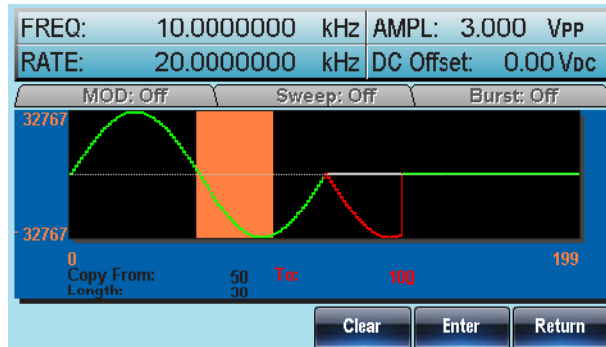 FREQ: 10.0000000 kHz AMPL: 3.000 VPP
RATE: 20.0000000 kHz DC Offset: 0.00 VDC
MOD: Off Sweep: Off Burst: Off
32767
- 32767
0 199
Copy From: 50 To: 100
Length: 30
Clear Enter Return